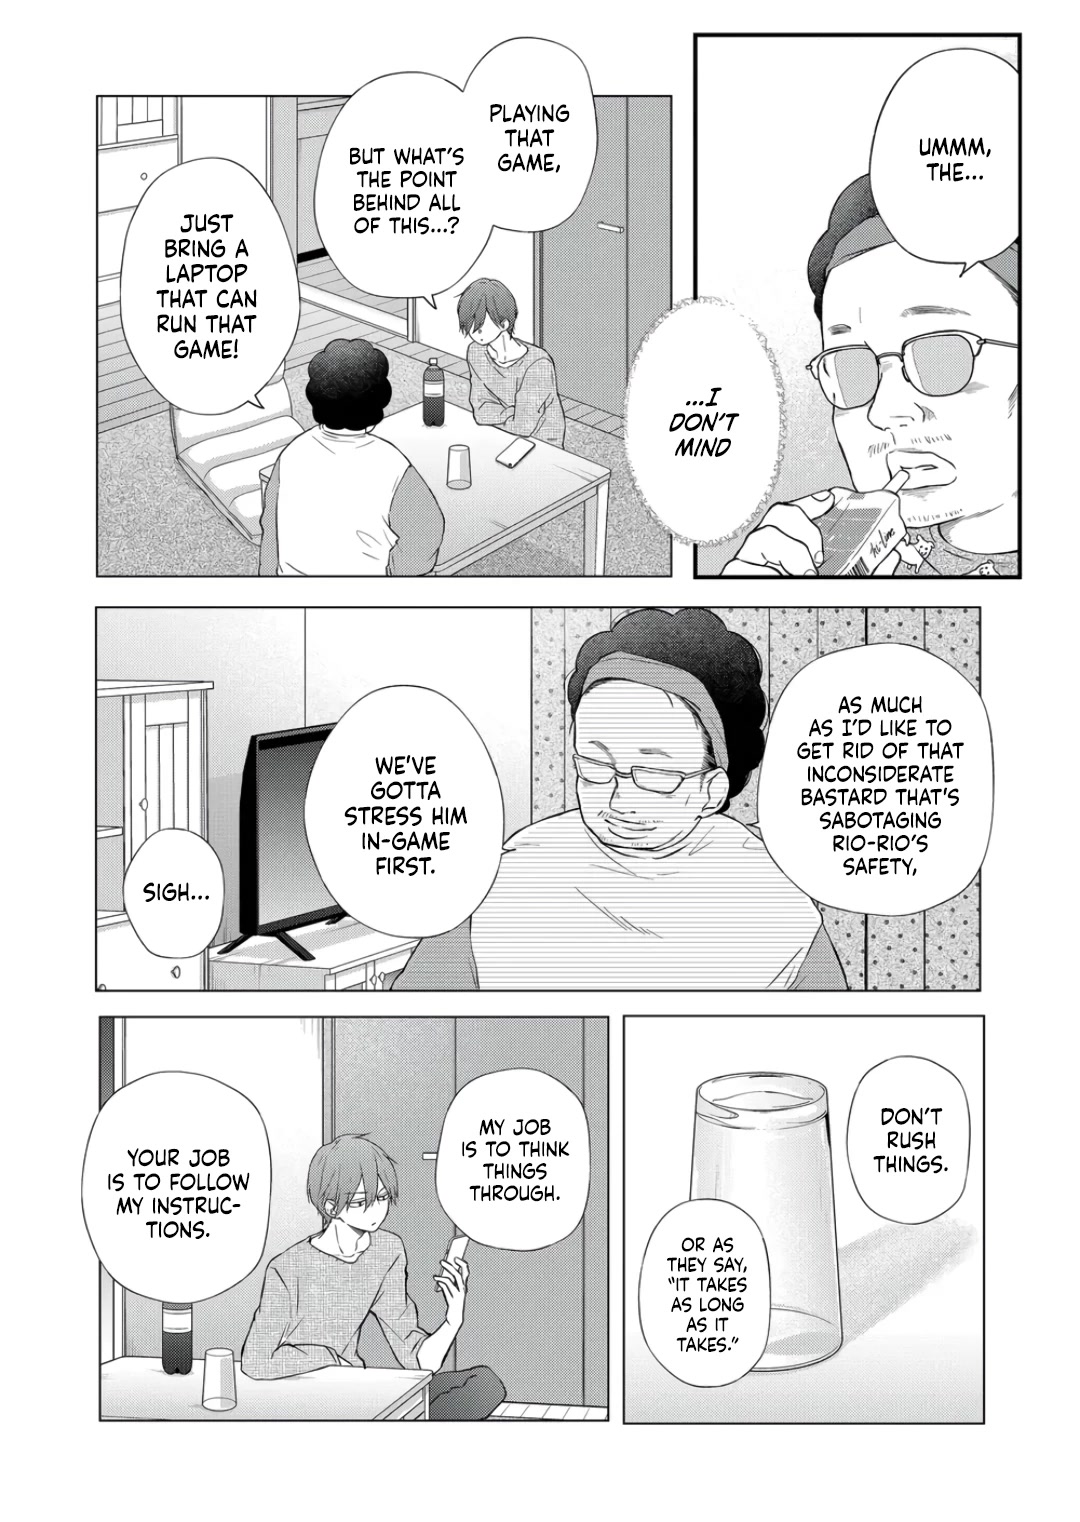 UMMM,
THE...
...I
DON'T
MIND
PLAYING
THAT
GAME,
BUT WHAT'S
THE POINT
BEHIND ALL
OF THIS...?
JUST
BRING A
LAPTOP
THAT CAN
RUN THAT
GAME!
AS MUCH
AS I'D LIKE TO
GET RID OF THAT
INCONSIDERATE
BASTARD THAT'S
SABOTAGING
RIO-RIO'S
SAFETY,
WE'VE
GOTTA
STRESS HIM
IN-GAME
FIRST.
SIGH...
DON'T
RUSH
THINGS.
OR AS
THEY SAY,
"IT TAKES
AS LONG
AS IT
TAKES."
MY JOB
IS TO THINK
THINGS
THROUGH.
YOUR JOB
IS TO FOLLOW
MY INSTRUC-
TIONS.